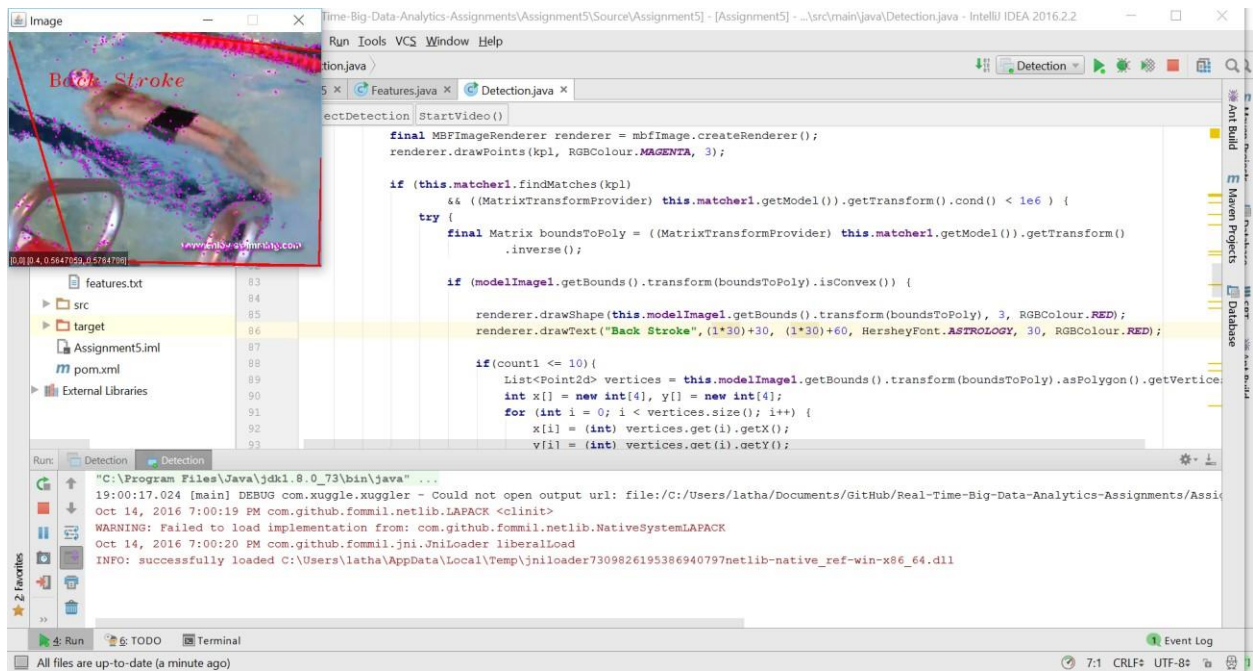 Image
Time-Big-Data-Analytics-Assignments\Assignment5\Source\Assignment5] - [Assignment5] - ...\src\main\java\Detection.java - IntelliJ IDEA 2016.2.2
Run Tools VCS Window Help
tion.java
Detection
5 Features.java Detection.java
ectDetection StartVideo()
Back Stroke
www.enjoy-swimming.com
final MBFImageRenderer renderer = mbfImage.createRenderer();
renderer.drawPoints(kpl, RGBColour.MAGENTA, 3);
if (this.matcher1.findMatches(kpl)
&& ((MatrixTransformProvider) this.matcher1.getModel()).getTransform().cond() < 1e6 ) {
try {
final Matrix boundsToPoly = ((MatrixTransformProvider) this.matcher1.getModel()).getTransform()
.inverse();
83 if (modelImage1.getBounds().transform(boundsToPoly).isConvex()) {
84
85 renderer.drawShape(this.modelImage1.getBounds().transform(boundsToPoly), 3, RGBColour.RED);
86 renderer.drawText("Back Stroke",(1*30)+30, (1*30)+60, HersheyFont.ASTROLOGY, 30, RGBColour.RED);
87
88 if(count1 <= 10){
89 List<Point2d> vertices = this.modelImage1.getBounds().transform(boundsToPoly).asPolygon().getVertice
90 int x[] = new int[4], y[] = new int[4];
91 for (int i = 0; i < vertices.size(); i++) {
92 x[i] = (int) vertices.get(i).getX();
93 y[i] = (int) vertices.get(i).getY();
features.txt
src
target
Assignment5.iml
pom.xml
External Libraries
Ant Build
Maven Projects
Database
Run: Detection Detection
"C:\Program Files\Java\jdk1.8.0_73\bin\java" ...
19:00:17.024 [main] DEBUG com.xuggle.xuggler - Could not open output url: file:/C:/Users/latha/Documents/GitHub/Real-Time-Big-Data-Analytics-Assignments/Assig
Oct 14, 2016 7:00:19 PM com.github.fommil.netlib.LAPACK <clinit>
WARNING: Failed to load implementation from: com.github.fommil.netlib.NativeSystemLAPACK
Oct 14, 2016 7:00:20 PM com.github.fommil.jni.JniLoader liberalLoad
INFO: successfully loaded C:\Users\latha\AppData\Local\Temp\jniloader7309826195386940797netlib-native_ref-win-x86_64.dll
2: Favorites
4: Run 6: TODO Terminal
1 Event Log
All files are up-to-date (a minute ago)
7:1 CRLF UTF-8